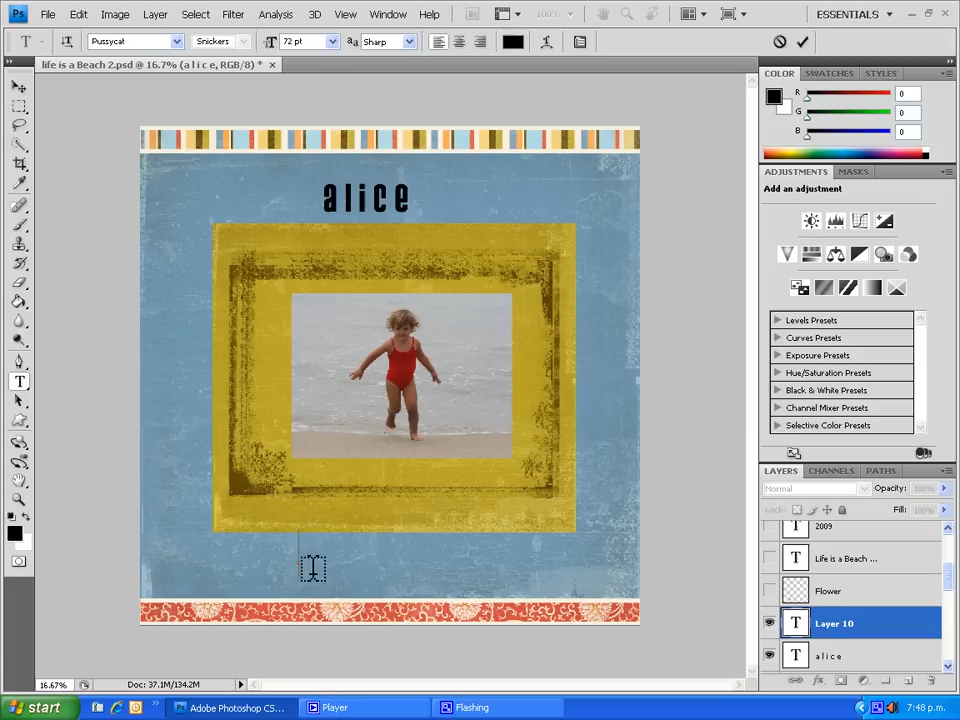 Ps File Edit Image Layer Select Filter Analysis 3D View Window Help Br 100% ESSENTIALS
T Pussycat Snickers 72 pt aa Sharp
life is a Beach 2.psd @ 16.7% (a l i c e, RGB/8) *
COLOR SWATCHES STYLES
R 0
G 0
B 0
ADJUSTMENTS MASKS
Add an adjustment
Levels Presets
Curves Presets
Exposure Presets
Hue/Saturation Presets
Black & White Presets
Channel Mixer Presets
Selective Color Presets
LAYERS CHANNELS PATHS
Normal Opacity: 100%
Lock: Fill: 100%
T 2009
T Life is a Beach ...
Flower
T Layer 10
T a l i c e
alice
16.67% Doc: 37.1M/134.2M
start Adobe Photoshop CS... Player Flashing 7:48 p.m.